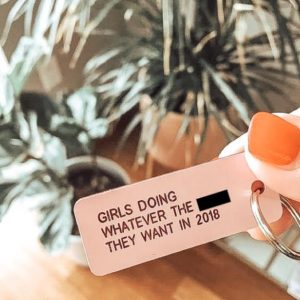 GIRLS DOING
WHATEVER THE
THEY WANT IN 2018